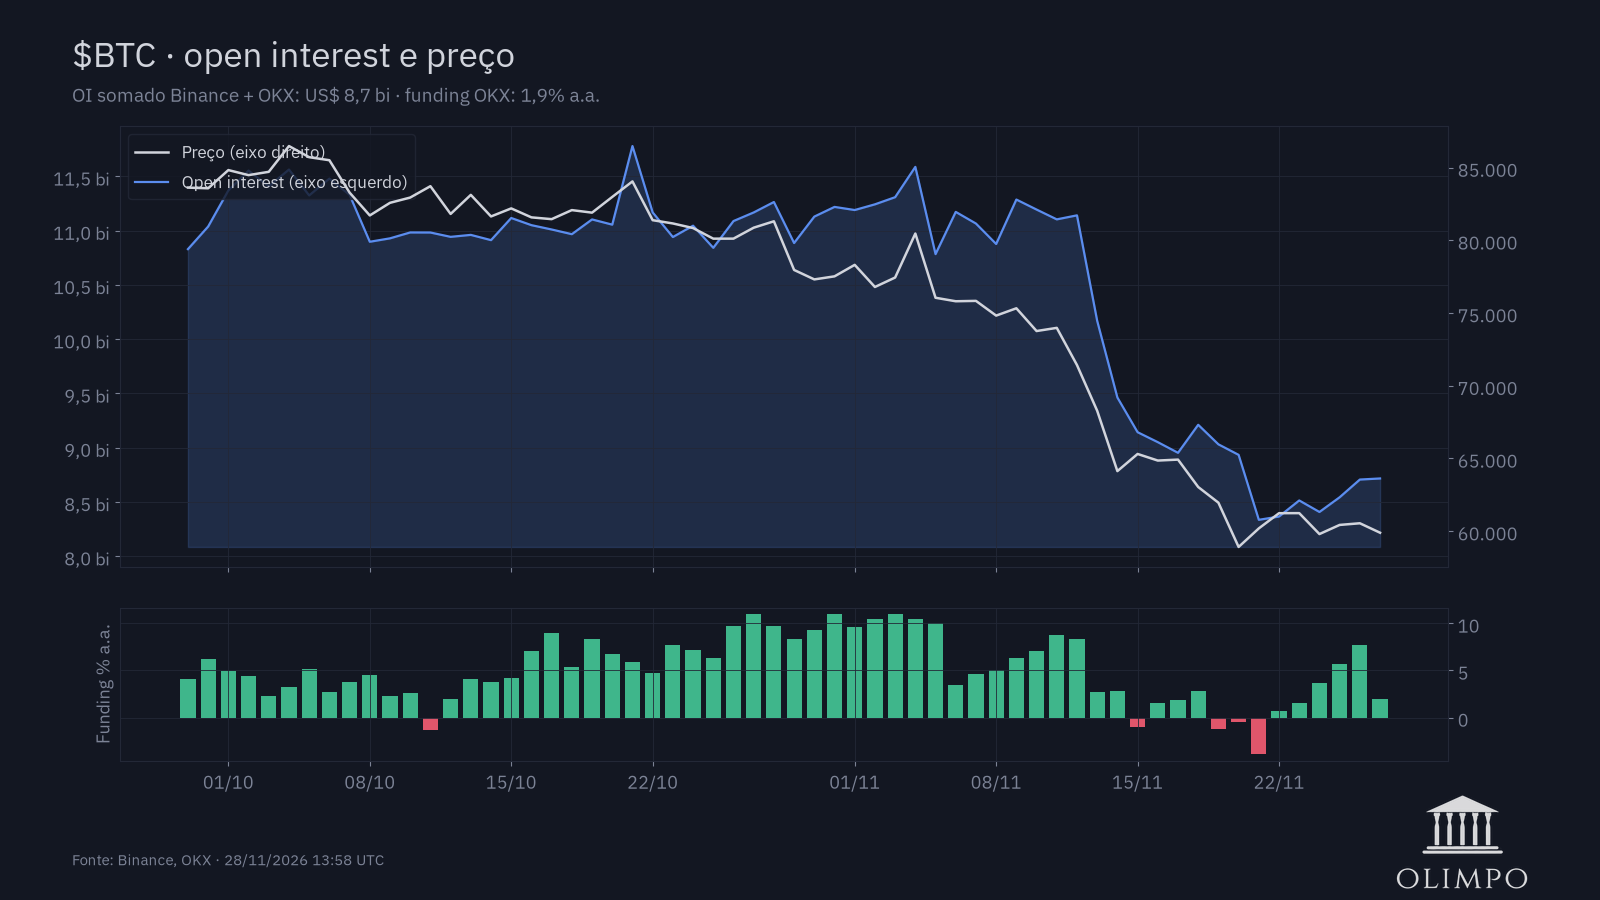 $BTC · open interest e preço
OI somado Binance + OKX: US$ 8,7 bi · funding OKX: 1,9% a.a.
Preço (eixo direito)
Open interest (eixo esquerdo)
11,5 bi
11,0 bi
10,5 bi
10,0 bi
9,5 bi
9,0 bi
8,5 bi
8,0 bi
85.000
80.000
75.000
70.000
65.000
60.000
Funding % a.a.
10
5
0
01/10 08/10 15/10 22/10 01/11 08/11 15/11 22/11
Fonte: Binance, OKX · 28/11/2026 13:58 UTC
OLIMPO